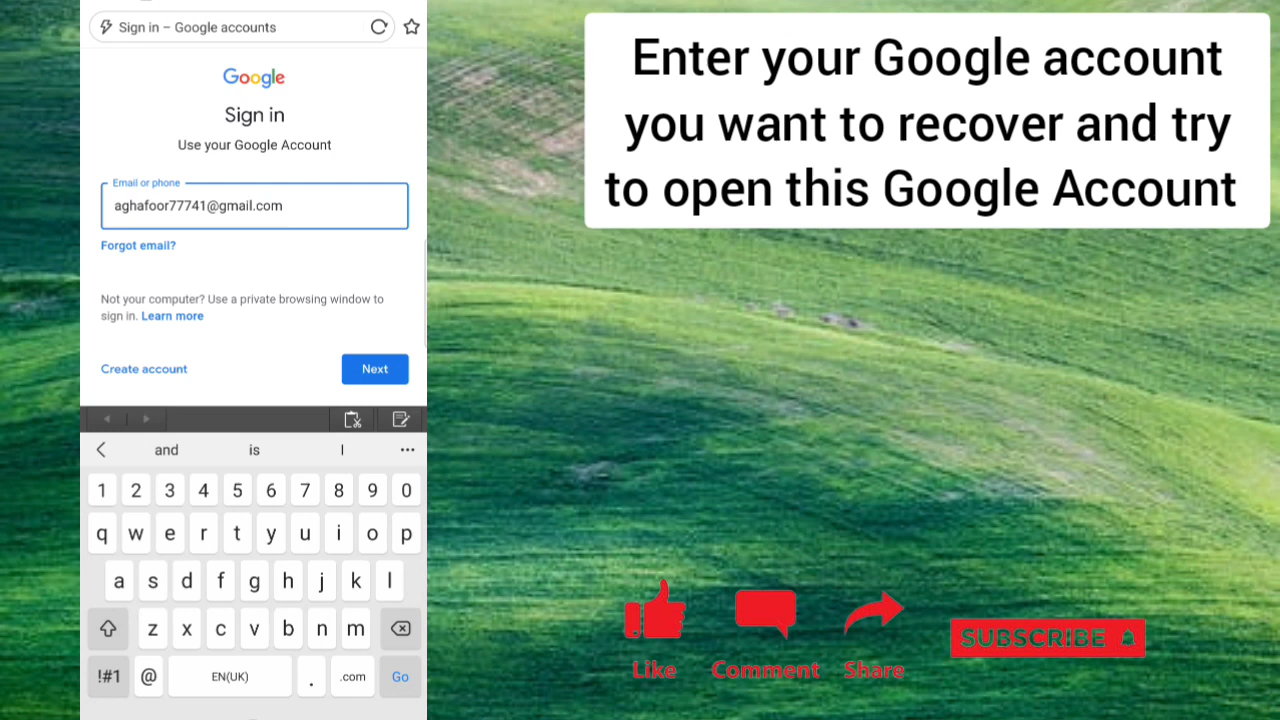 Sign in – Google accounts
Google
Sign in
Use your Google Account
Email or phone
aghafoor77741@gmail.com
Forgot email?
Not your computer? Use a private browsing window to
sign in. Learn more
Create account
Next
and is I
1 2 3 4 5 6 7 8 9 0
q w e r t y u i o p
a s d f g h j k l
z x c v b n m
!#1 @ EN(UK) . .com Go
Enter your Google account
you want to recover and try
to open this Google Account
Like Comment Share
SUBSCRIBE